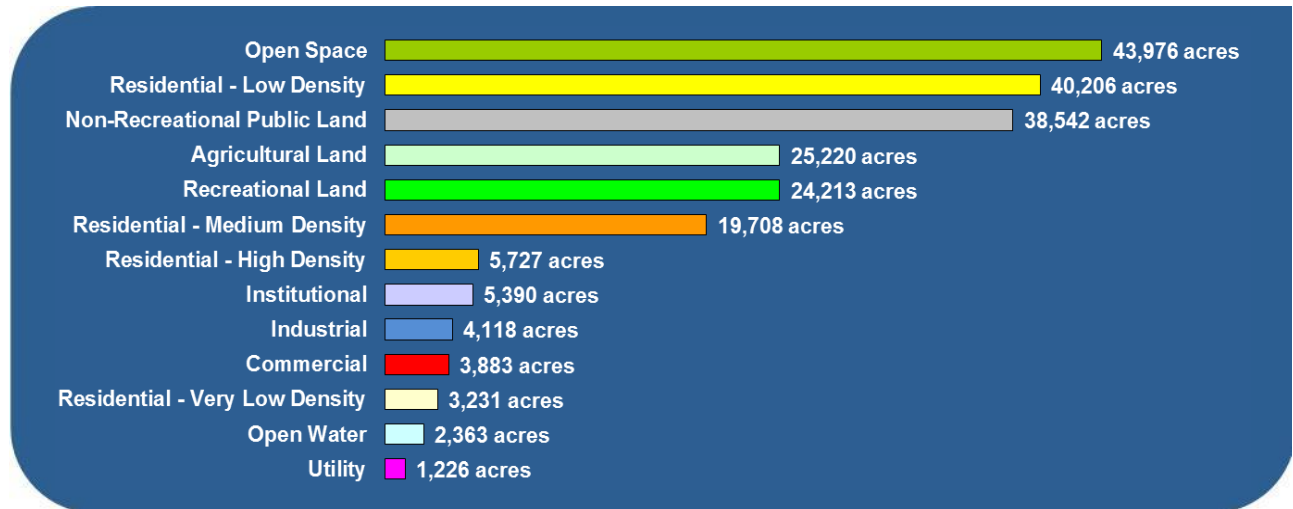 Open Space 43,976 acres
Residential - Low Density 40,206 acres
Non-Recreational Public Land 38,542 acres
Agricultural Land 25,220 acres
Recreational Land 24,213 acres
Residential - Medium Density 19,708 acres
Residential - High Density 5,727 acres
Institutional 5,390 acres
Industrial 4,118 acres
Commercial 3,883 acres
Residential - Very Low Density 3,231 acres
Open Water 2,363 acres
Utility 1,226 acres